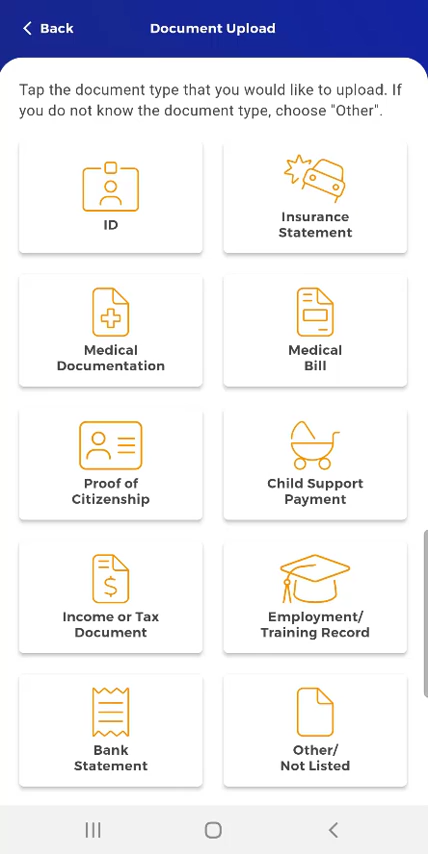 Back
Document Upload
Tap the document type that you would like to upload. If
you do not know the document type, choose "Other".
ID
Insurance
Statement
Medical
Documentation
Medical
Bill
Proof of
Citizenship
Child Support
Payment
Income or Tax
Document
Employment/
Training Record
Bank
Statement
Other/
Not Listed